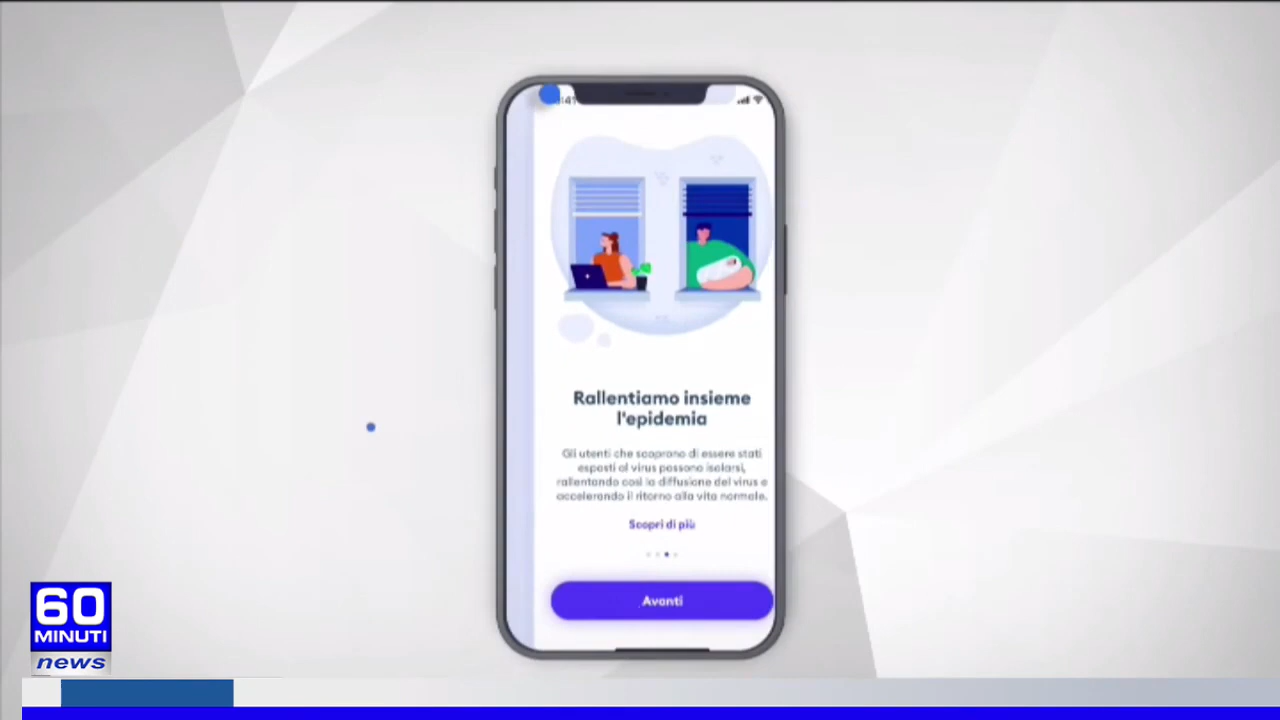 :41
Rallentiamo insieme
l'epidemia
Gli utenti che scoprono di essere stati
esposti al virus possono isolarsi,
rallentando così la diffusione del virus e
accelerando il ritorno alla vita normale.
Scopri di più
Avanti
60
MINUTI
news